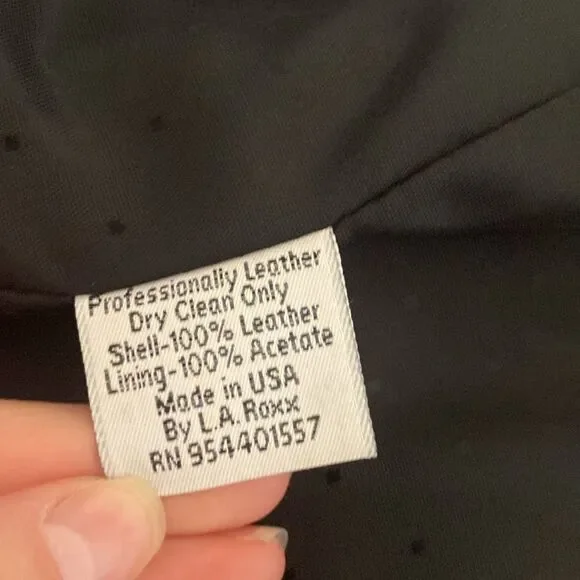 Professionally Leather
Dry Clean Only
Shell-100% Leather
Lining-100% Acetate
Made in USA
By L.A. Roxx
RN 954401557